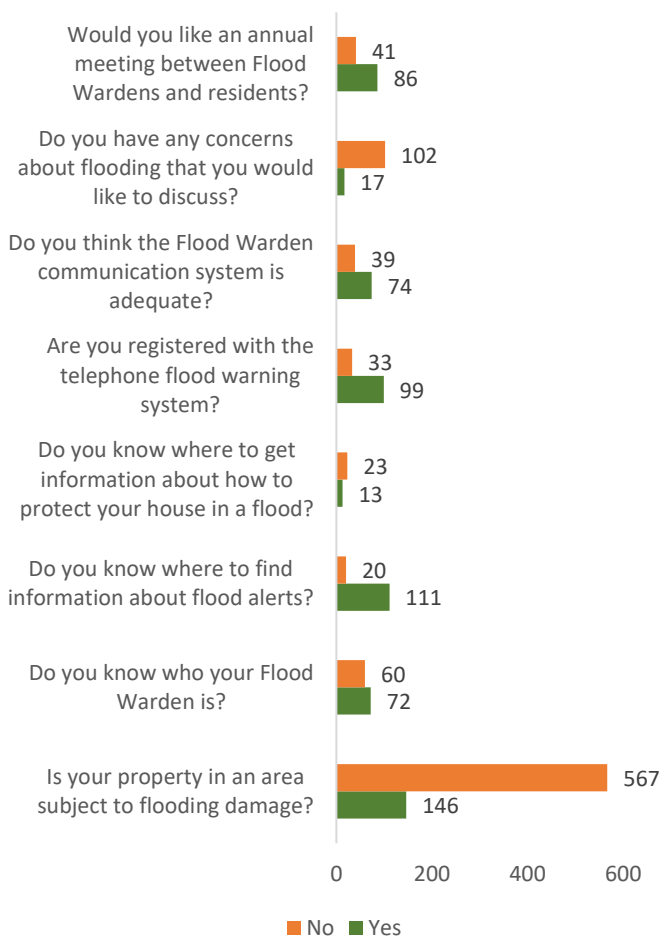 Would you like an annual
meeting between Flood
Wardens and residents?
41
86
Do you have any concerns
about flooding that you would
like to discuss?
102
17
Do you think the Flood Warden
communication system is
adequate?
39
74
Are you registered with the
telephone flood warning
system?
33
99
Do you know where to get
information about how to
protect your house in a flood?
23
13
Do you know where to find
information about flood alerts?
20
111
Do you know who your Flood
Warden is?
60
72
Is your property in an area
subject to flooding damage?
567
146
0 200 400 600
No Yes